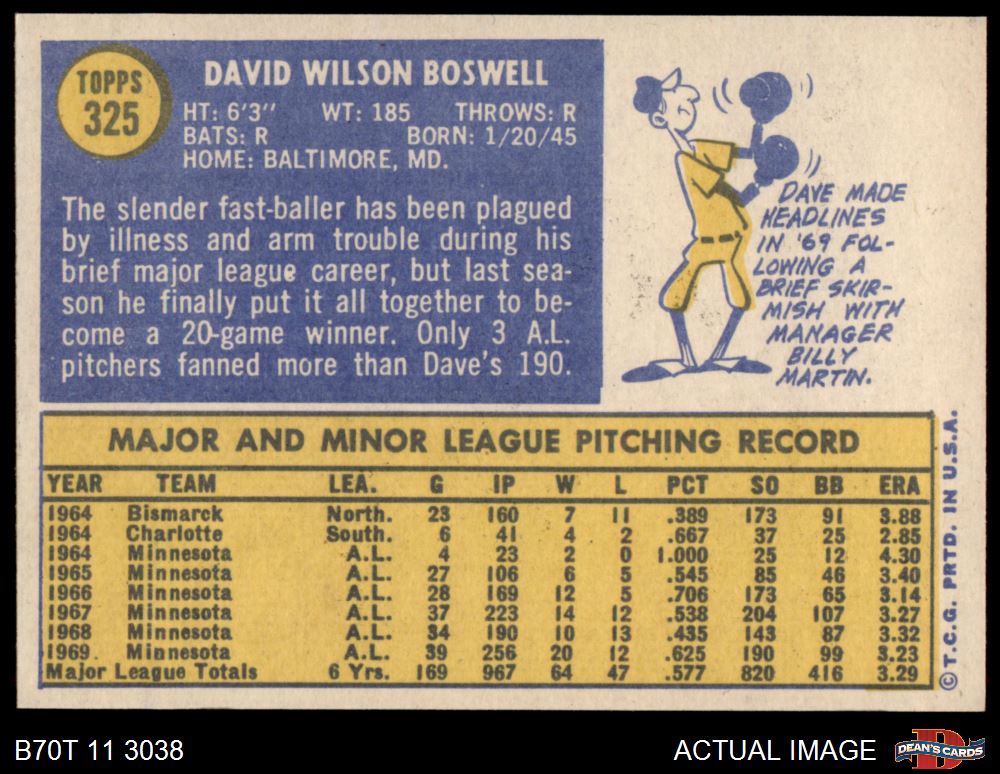 TOPPS
325
DAVID WILSON BOSWELL
HT: 6'3" WT: 185 THROWS: R
BATS: R BORN: 1/20/45
HOME: BALTIMORE, MD.
The slender fast-baller has been plagued
by illness and arm trouble during his
brief major league career, but last sea-
son he finally put it all together to be-
come a 20-game winner. Only 3 A.L.
pitchers fanned more than Dave's 190.
DAVE MADE
HEADLINES
IN '69 FOL-
LOWING A
BRIEF SKIR-
MISH WITH
MANAGER
BILLY
MARTIN.
MAJOR AND MINOR LEAGUE PITCHING RECORD
YEAR TEAM LEA. G IP W L PCT SO BB ERA
1964 Bismarck North. 23 160 7 11 .389 173 91 3.88
1964 Charlotte South. 6 41 4 2 .667 37 25 2.85
1964 Minnesota A.L. 4 23 2 0 1.000 25 12 4.30
1965 Minnesota A.L. 27 106 6 5 .545 85 46 3.40
1966 Minnesota A.L. 28 169 12 5 .706 173 65 3.14
1967 Minnesota A.L. 37 223 14 12 .538 204 107 3.27
1968 Minnesota A.L. 34 190 10 13 .435 143 87 3.32
1969 Minnesota A.L. 39 256 20 12 .625 190 99 3.23
Major League Totals 6 Yrs. 169 967 64 47 .577 820 416 3.29
© T.C.G. PRTD. IN U.S.A.
B70T 11 3038
ACTUAL IMAGE
D
DEAN'S CARDS